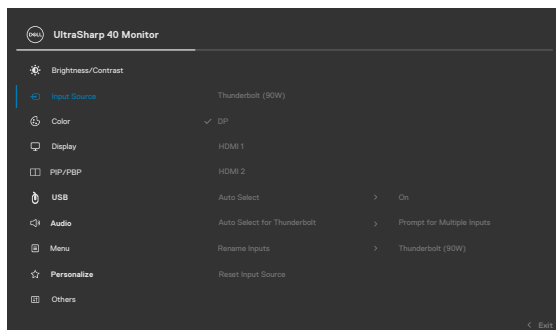 DELL UltraSharp 40 Monitor
Brightness/Contrast
Input Source Thunderbolt (90W)
Color ✓ DP
Display HDMI 1
PIP/PBP HDMI 2
USB Auto Select > On
Audio Auto Select for Thunderbolt > Prompt for Multiple Inputs
Menu Rename Inputs > Thunderbolt (90W)
Personalize Reset Input Source
Others
< Exit